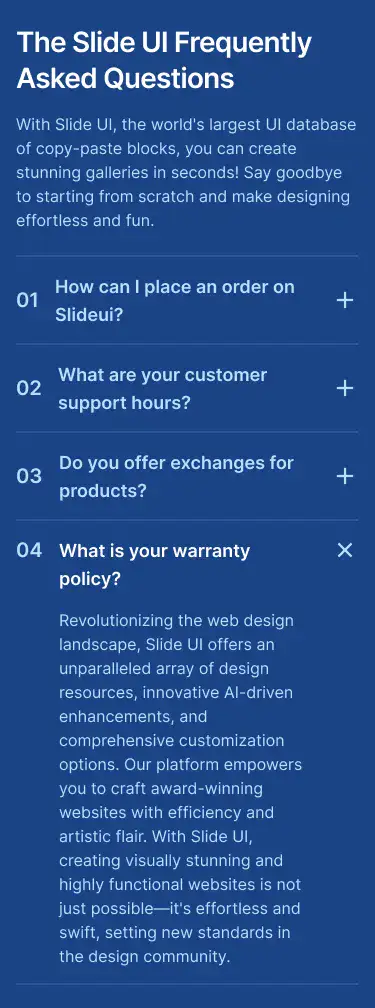 The Slide UI Frequently
Asked Questions
With Slide UI, the world's largest UI database
of copy-paste blocks, you can create
stunning galleries in seconds! Say goodbye
to starting from scratch and make designing
effortless and fun.
01 How can I place an order on
Slideui?
02 What are your customer
support hours?
03 Do you offer exchanges for
products?
04 What is your warranty
policy?
Revolutionizing the web design
landscape, Slide UI offers an
unparalleled array of design
resources, innovative AI-driven
enhancements, and
comprehensive customization
options. Our platform empowers
you to craft award-winning
websites with efficiency and
artistic flair. With Slide UI,
creating visually stunning and
highly functional websites is not
just possible—it's effortless and
swift, setting new standards in
the design community.